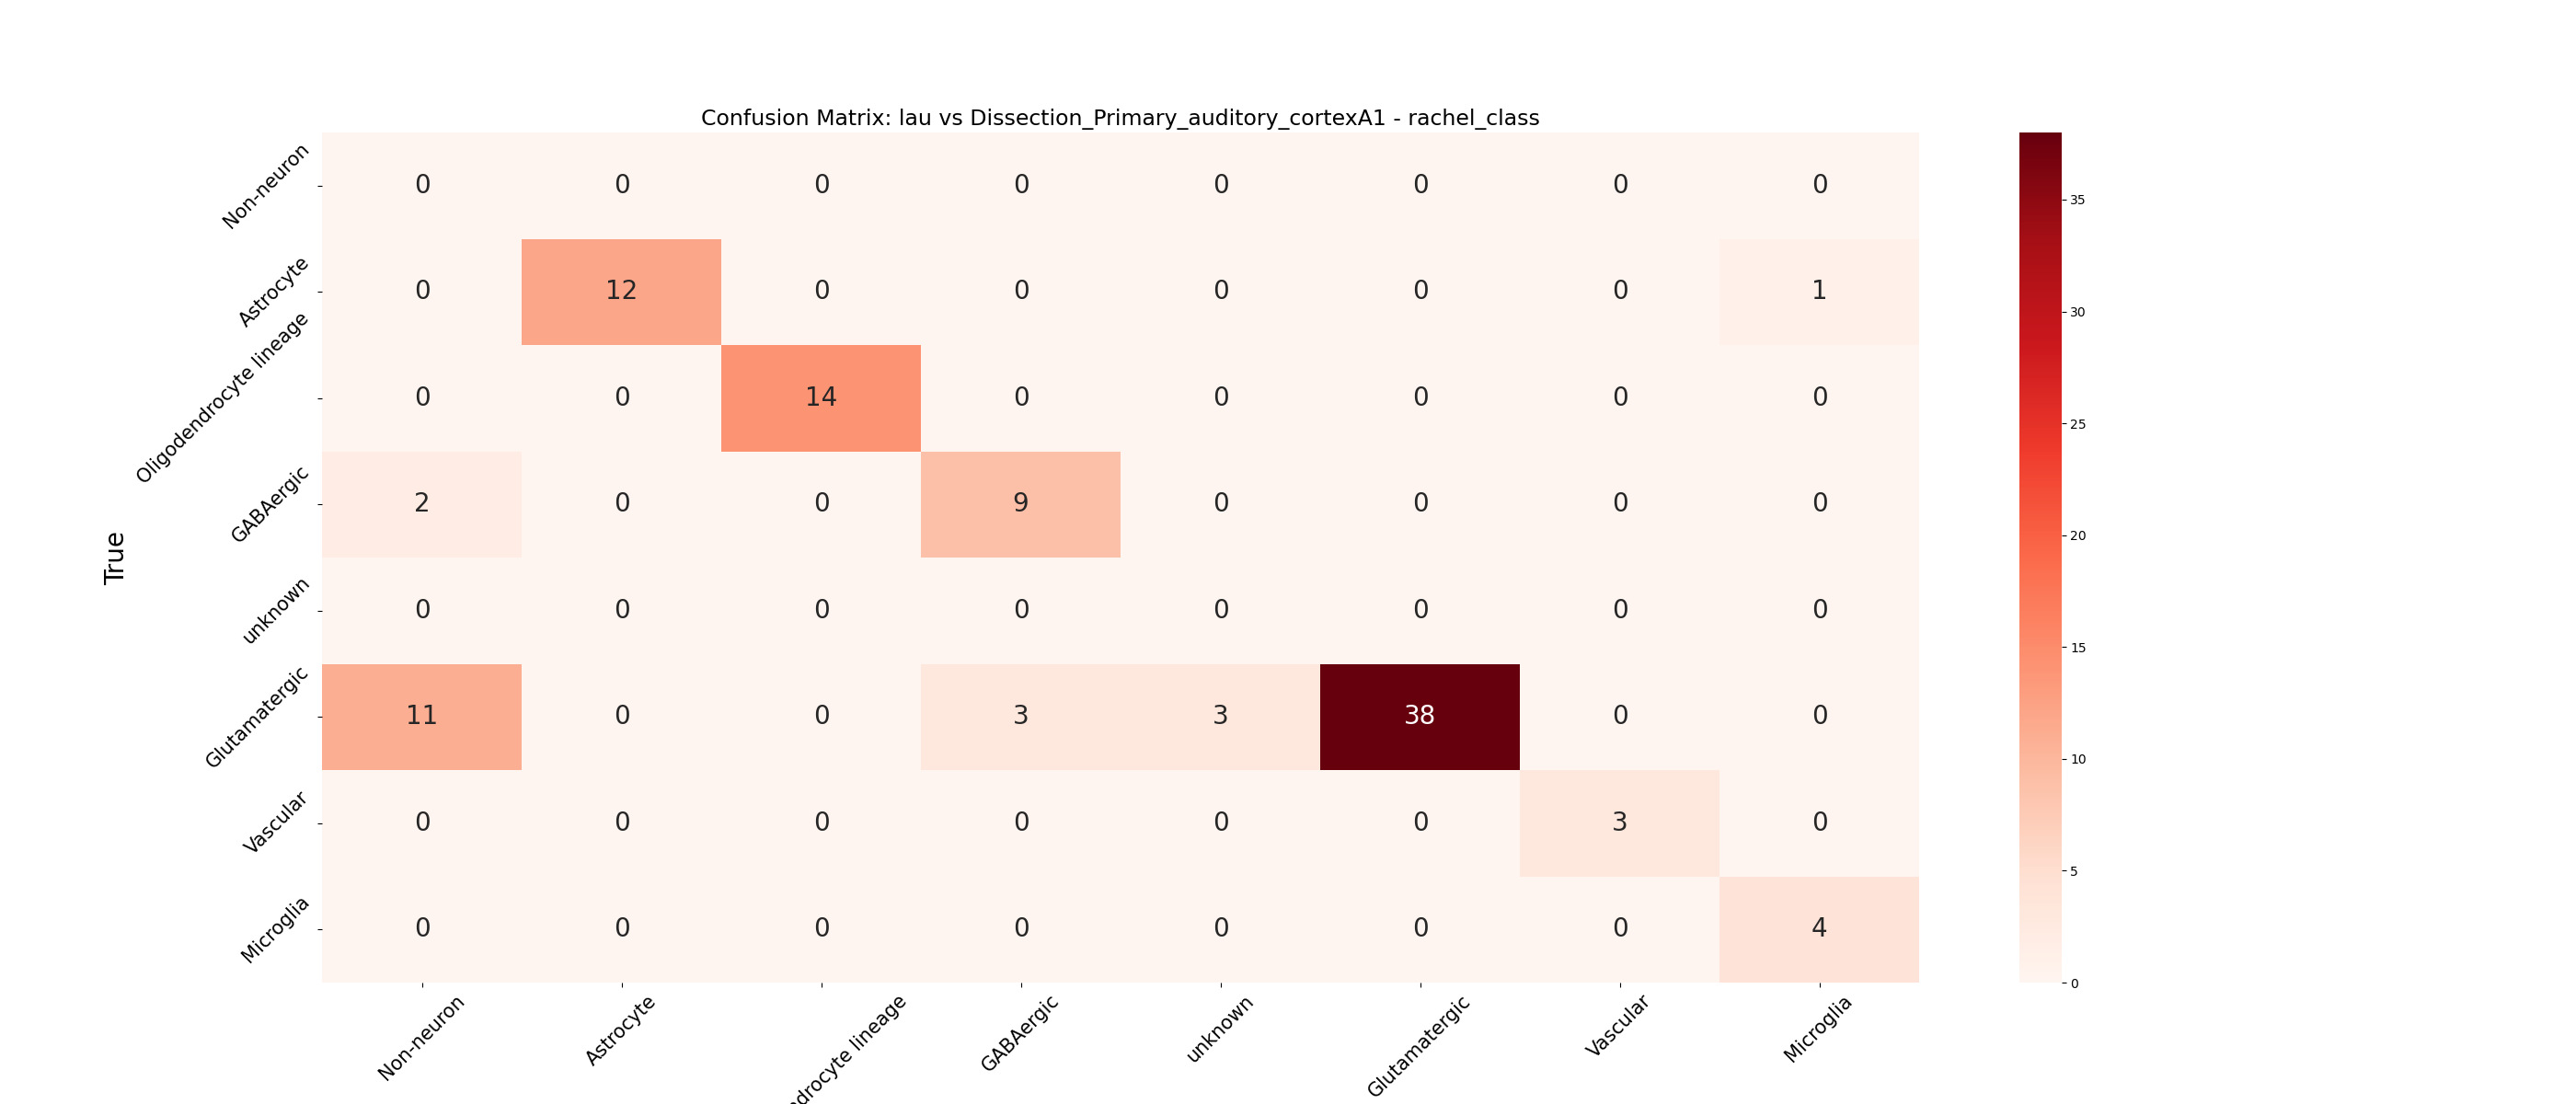 Confusion Matrix: lau vs Dissection_Primary_auditory_cortexA1 - rachel_class
True
Non-neuron 0 0 0 0 0 0 0 0
Astrocyte 0 12 0 0 0 0 0 1
Oligodendrocyte lineage 0 0 14 0 0 0 0 0
GABAergic 2 0 0 9 0 0 0 0
unknown 0 0 0 0 0 0 0 0
Glutamatergic 11 0 0 3 3 38 0 0
Vascular 0 0 0 0 0 0 3 0
Microglia 0 0 0 0 0 0 0 4
Non-neuron Astrocyte lineage GABAergic unknown Glutamatergic Vascular Microglia
35
30
25
20
15
10
5
0